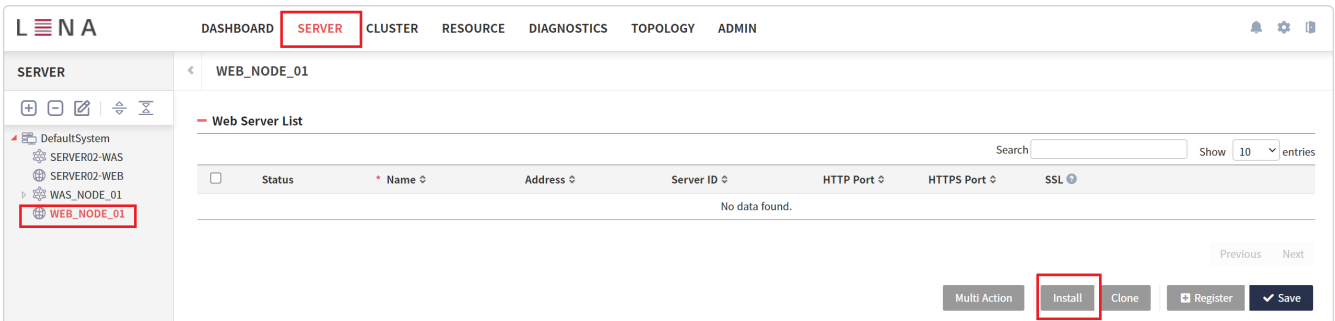 LENA
DASHBOARD SERVER CLUSTER RESOURCE DIAGNOSTICS TOPOLOGY ADMIN
SERVER
WEB_NODE_01
DefaultSystem
SERVER02-WAS
SERVER02-WEB
WAS_NODE_01
WEB_NODE_01
Web Server List
Search Show 10 entries
Status * Name Address Server ID HTTP Port HTTPS Port SSL ?
No data found.
Previous Next
Multi Action Install Clone Register Save